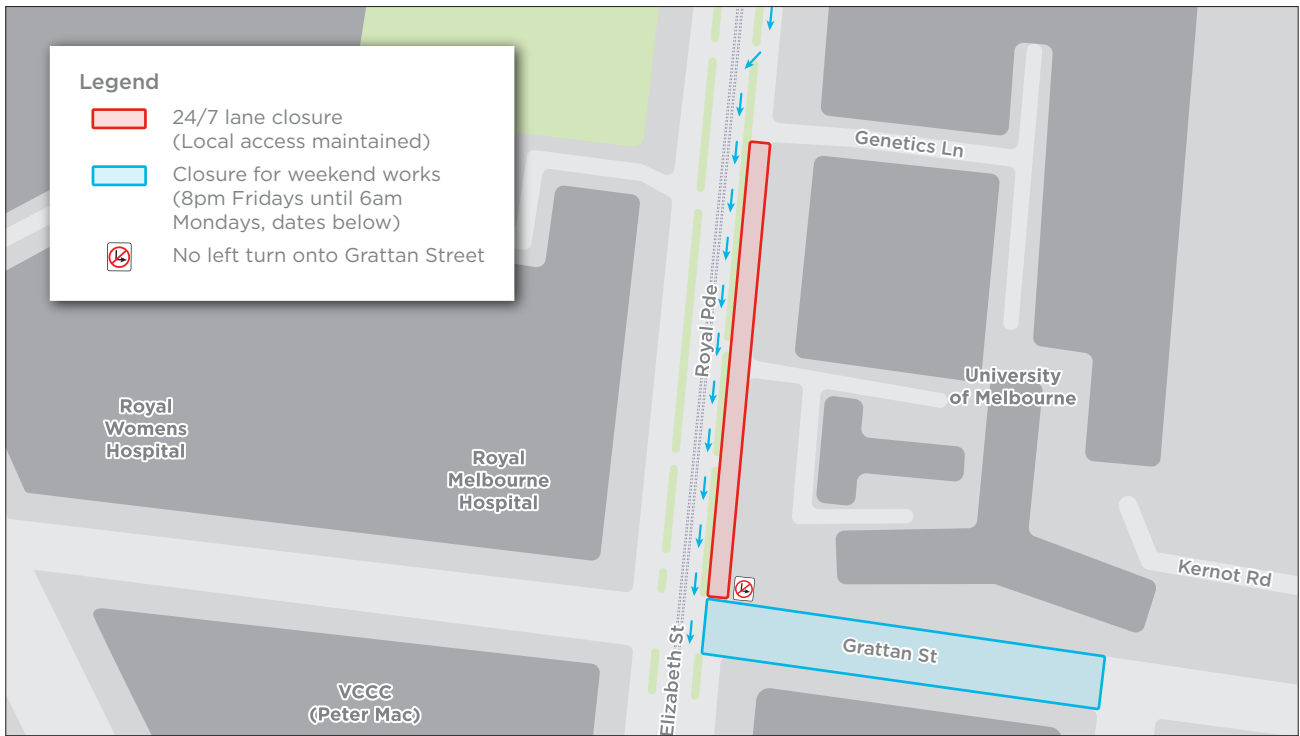 Legend
24/7 lane closure
(Local access maintained)
Closure for weekend works
(8pm Fridays until 6am
Mondays, dates below)
No left turn onto Grattan Street
Genetics Ln
Royal Pde
University
of Melbourne
Royal
Womens
Hospital
Royal
Melbourne
Hospital
Kernot Rd
Grattan St
Elizabeth St
VCCC
(Peter Mac)